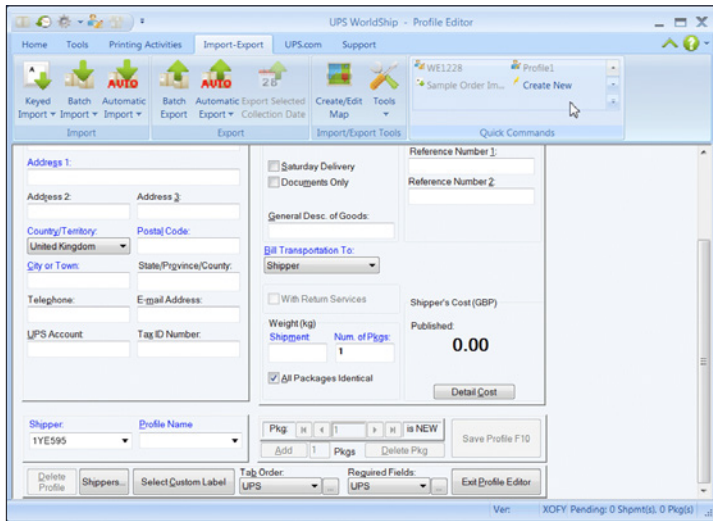 UPS WorldShip - Profile Editor
Home Tools Printing Activities Import-Export UPS.com Support
Keyed Import
Batch Import
Automatic Import
Batch Export
Automatic Export
Export Selected Collection Date
28
Create/Edit Map
Tools
AUTO
AUTO
WE1228 Profile1
Sample Order Im... Create New
Import Export Import/Export Tools Quick Commands
Address 1:
Address 2: Address 3:
Country/Territory: Postal Code:
United Kingdom
City or Town: State/Province/County:
Telephone: E-mail Address:
UPS Account Tax ID Number:
Saturday Delivery
Documents Only
General Desc. of Goods:
Bill Transportation To:
Shipper
With Return Services
Weight (kg)
Shipment Num. of Pkgs:
1
All Packages Identical
Reference Number 1:
Reference Number 2:
Shipper's Cost (GBP)
Published:
0.00
Detail Cost
Shipper: Profile Name
1YE595
Pkg: 1 is NEW
Add 1 Pkgs Delete Pkg
Save Profile F10
Delete Profile
Shippers...
Select Custom Label
Tab Order:
UPS ...
Required Fields:
UPS ...
Exit Profile Editor
Ver: XOFY Pending: 0 Shpmt(s), 0 Pkg(s)